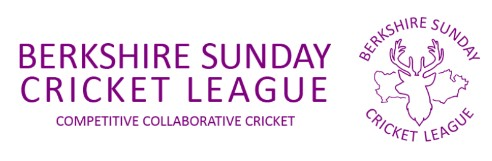 BERKSHIRE SUNDAY
CRICKET LEAGUE
COMPETITIVE COLLABORATIVE CRICKET
BERKSHIRE SUNDAY
CRICKET LEAGUE